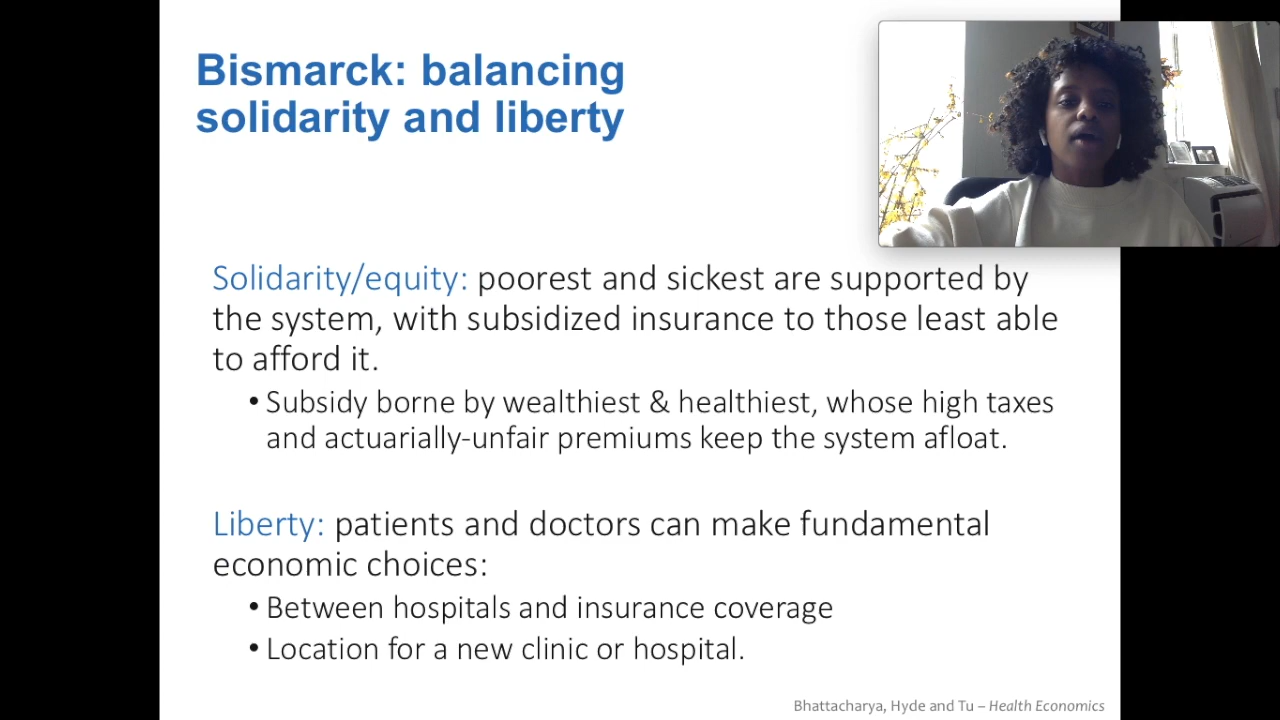 Bismarck: balancing
solidarity and liberty
Solidarity/equity: poorest and sickest are supported by
the system, with subsidized insurance to those least able
to afford it.
• Subsidy borne by wealthiest & healthiest, whose high taxes
and actuarially-unfair premiums keep the system afloat.
Liberty: patients and doctors can make fundamental
economic choices:
• Between hospitals and insurance coverage
• Location for a new clinic or hospital.
Bhattacharya, Hyde and Tu – Health Economics